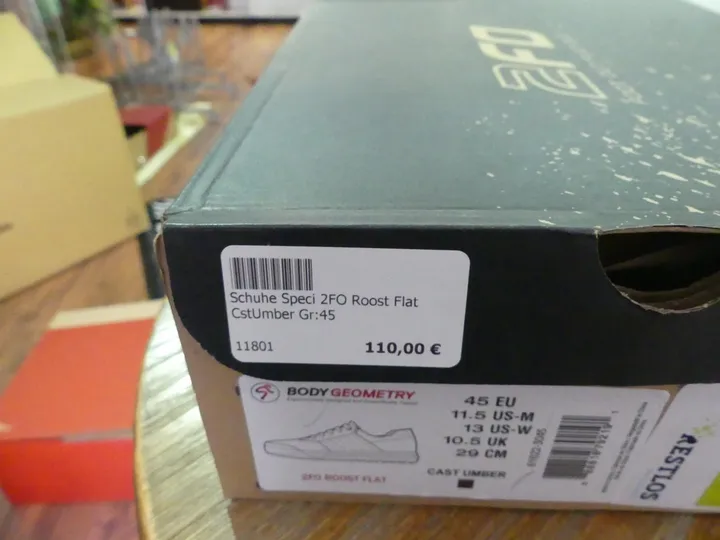 2FO
Schuhe Speci 2FO Roost Flat
CstUmber Gr:45
11801
110,00 €
BODY GEOMETRY
45 EU
11.5 US-M
13 US-W
10.5 UK
29 CM
CAST UMBER
2FO ROOST FLAT
RESTLOS